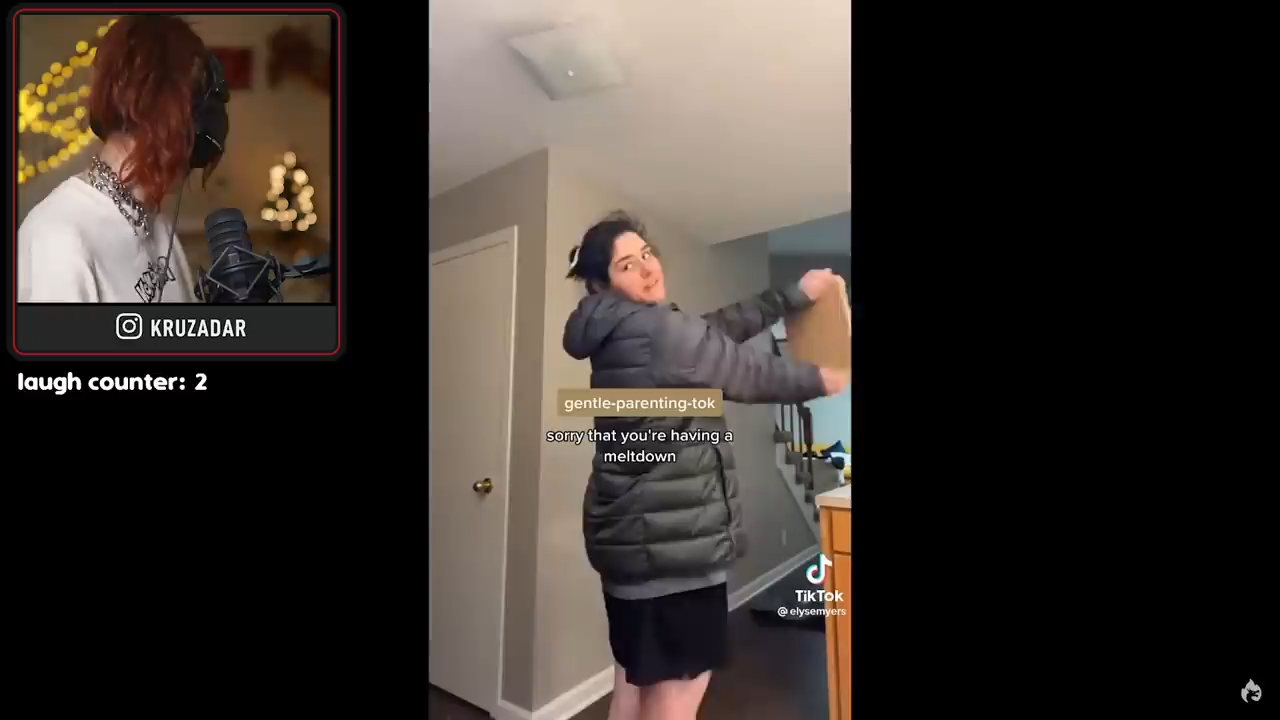 KRUZADAR
laugh counter: 2
gentle-parenting-tok
sorry that you're having a
meltdown
TikTok
@elysemyers